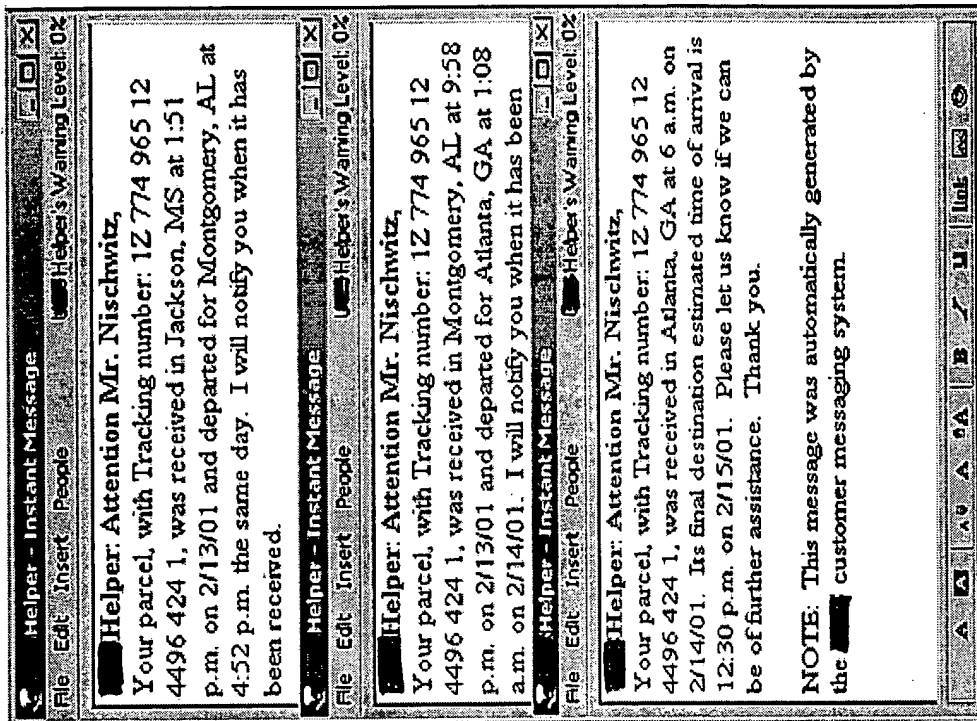 Helper - Instant Message
File Edit Insert People Helper's Warning Level: 0%
Helper: Attention Mr. Nischwitz,
Your parcel, with Tracking number: 1Z 774 965 12
4496 424 1, was received in Jackson, MS at 1:51
p.m. on 2/13/01 and departed for Montgomery, AL at
4:52 p.m. the same day. I will notify you when it has
been received.
Helper - Instant Message
File Edit Insert People Helper's Warning Level: 0%
Helper: Attention Mr. Nischwitz,
Your parcel, with Tracking number: 1Z 774 965 12
4496 424 1, was received in Montgomery, AL at 9:58
p.m. on 2/13/01 and departed for Atlanta, GA at 1:08
a.m. on 2/14/01. I will notify you when it has been
Helper - Instant Message
File Edit Insert People Helper's Warning Level: 0%
Helper: Attention Mr. Nischwitz,
Your parcel, with Tracking number: 1Z 774 965 12
4496 424 1, was received in Atlanta, GA at 6 a.m. on
2/14/01. Its final destination estimated time of arrival is
12:30 p.m. on 2/15/01. Please let us know if we can
be of further assistance. Thank you.
NOTE: This message was automatically generated by
the customer messaging system.
A A A A A B I U link